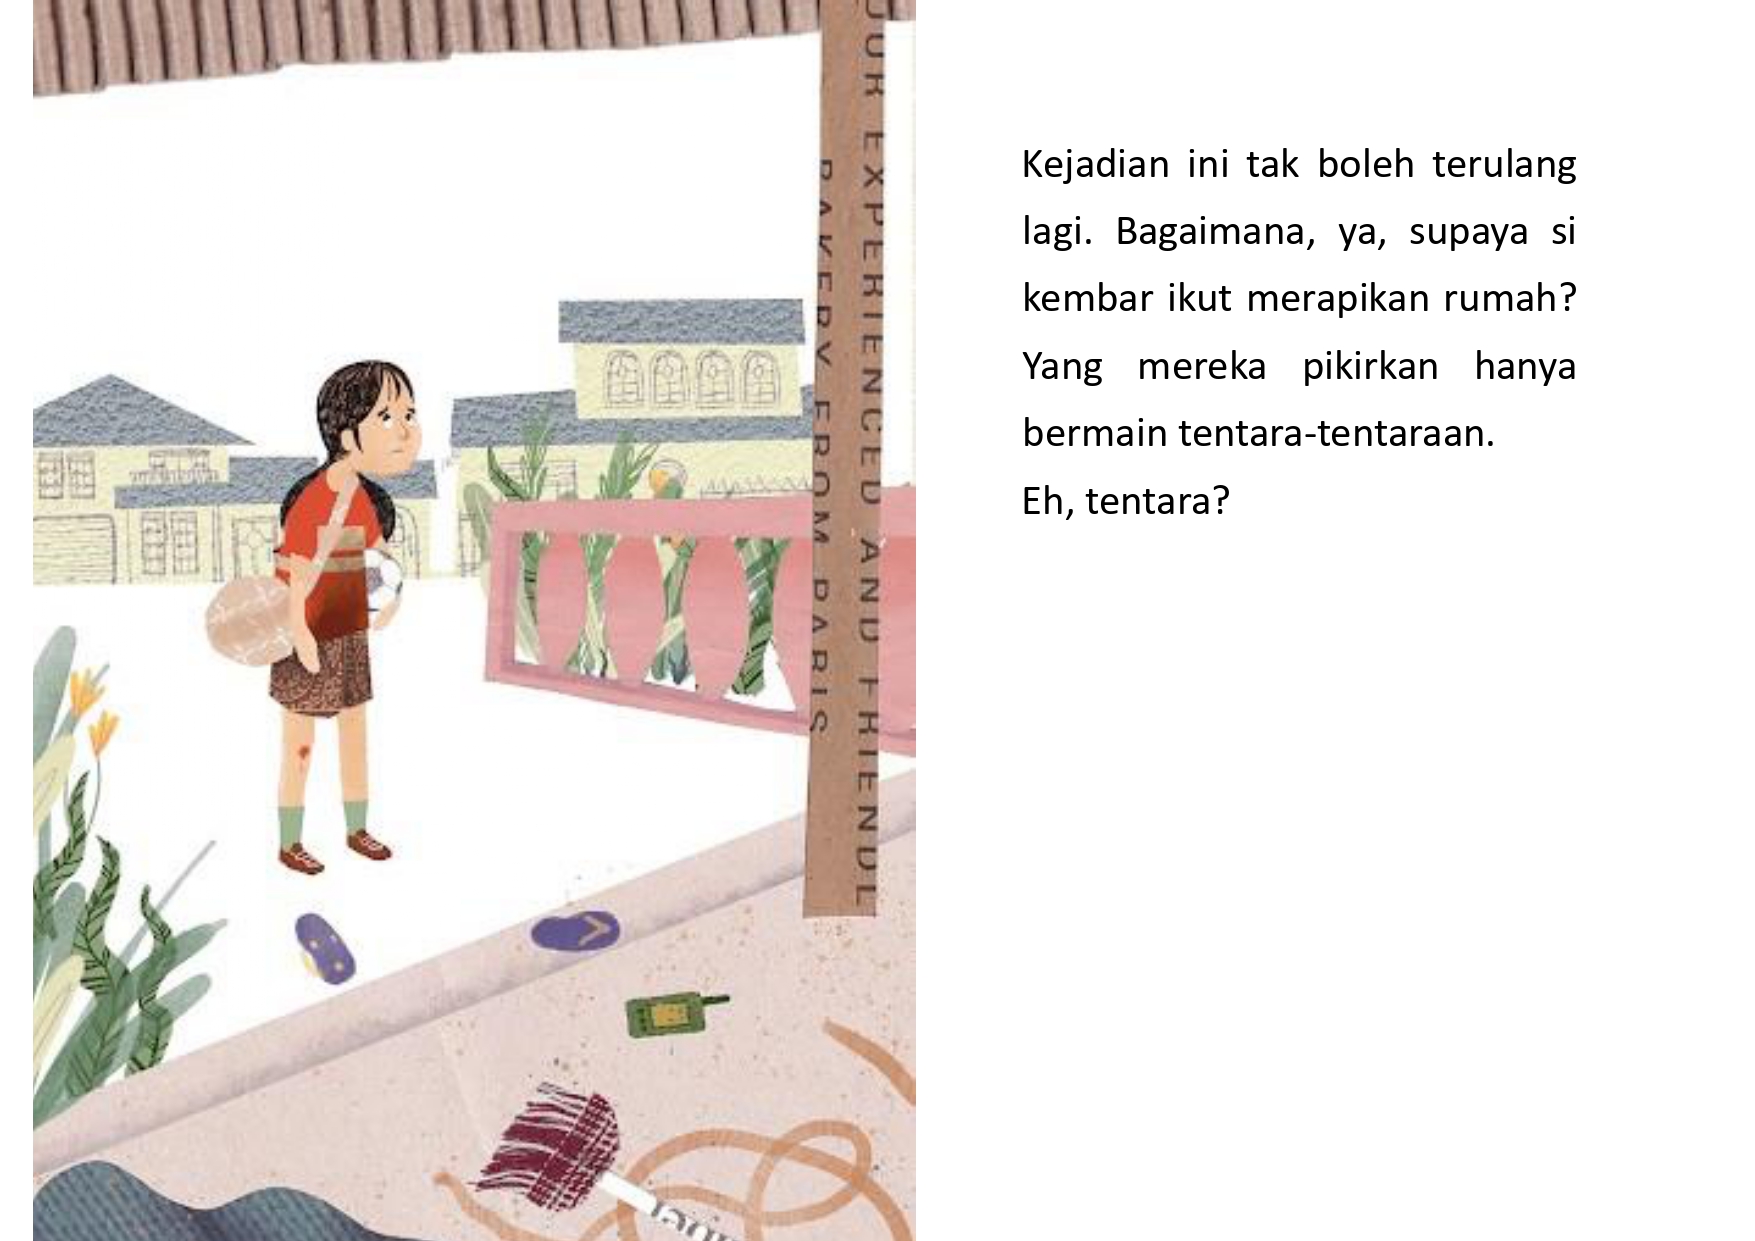 OUR EXPERIENCED AND FRIENDL
BAKERY FROM PARIS
Kejadian ini tak boleh terulang
lagi. Bagaimana, ya, supaya si
kembar ikut merapikan rumah?
Yang mereka pikirkan hanya
bermain tentara-tentaraan.
Eh, tentara?